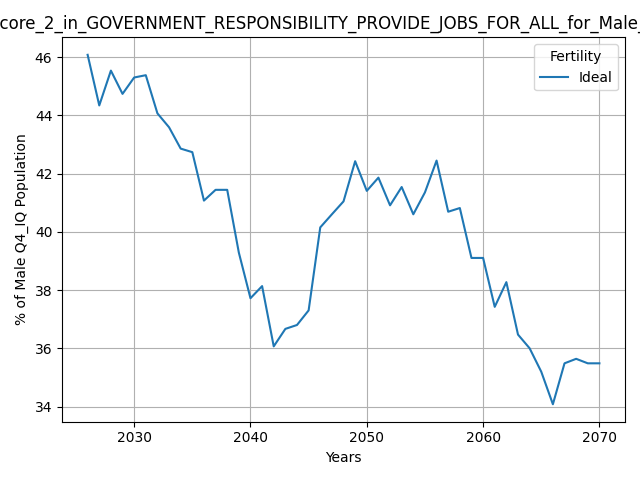 core_2_in_GOVERNMENT_RESPONSIBILITY_PROVIDE_JOBS_FOR_ALL_for_Male_
Fertility
Ideal
46
44
42
40
38
36
34
% of Male Q4_IQ Population
2030 2040 2050 2060 2070
Years